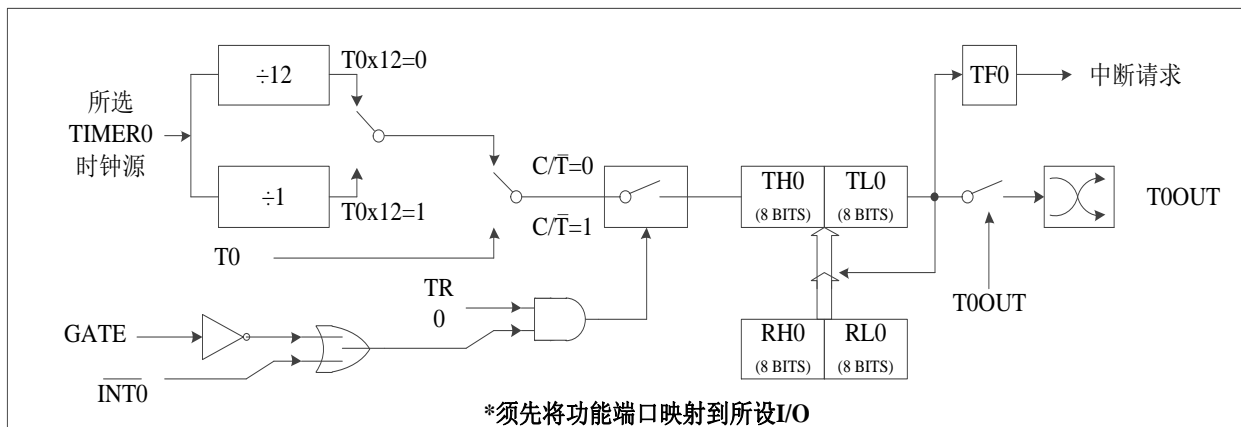 ÷12
T0x12=0
所选
TIMER0
时钟源
÷1
T0x12=1
T0
C/T̅=0
C/T̅=1
TR
0
GATE
I̅N̅T̅0̅
TH0
(8 BITS)
TL0
(8 BITS)
TF0
中断请求
T0OUT
T0OUT
RH0
(8 BITS)
RL0
(8 BITS)
*须先将功能端口映射到所设I/O